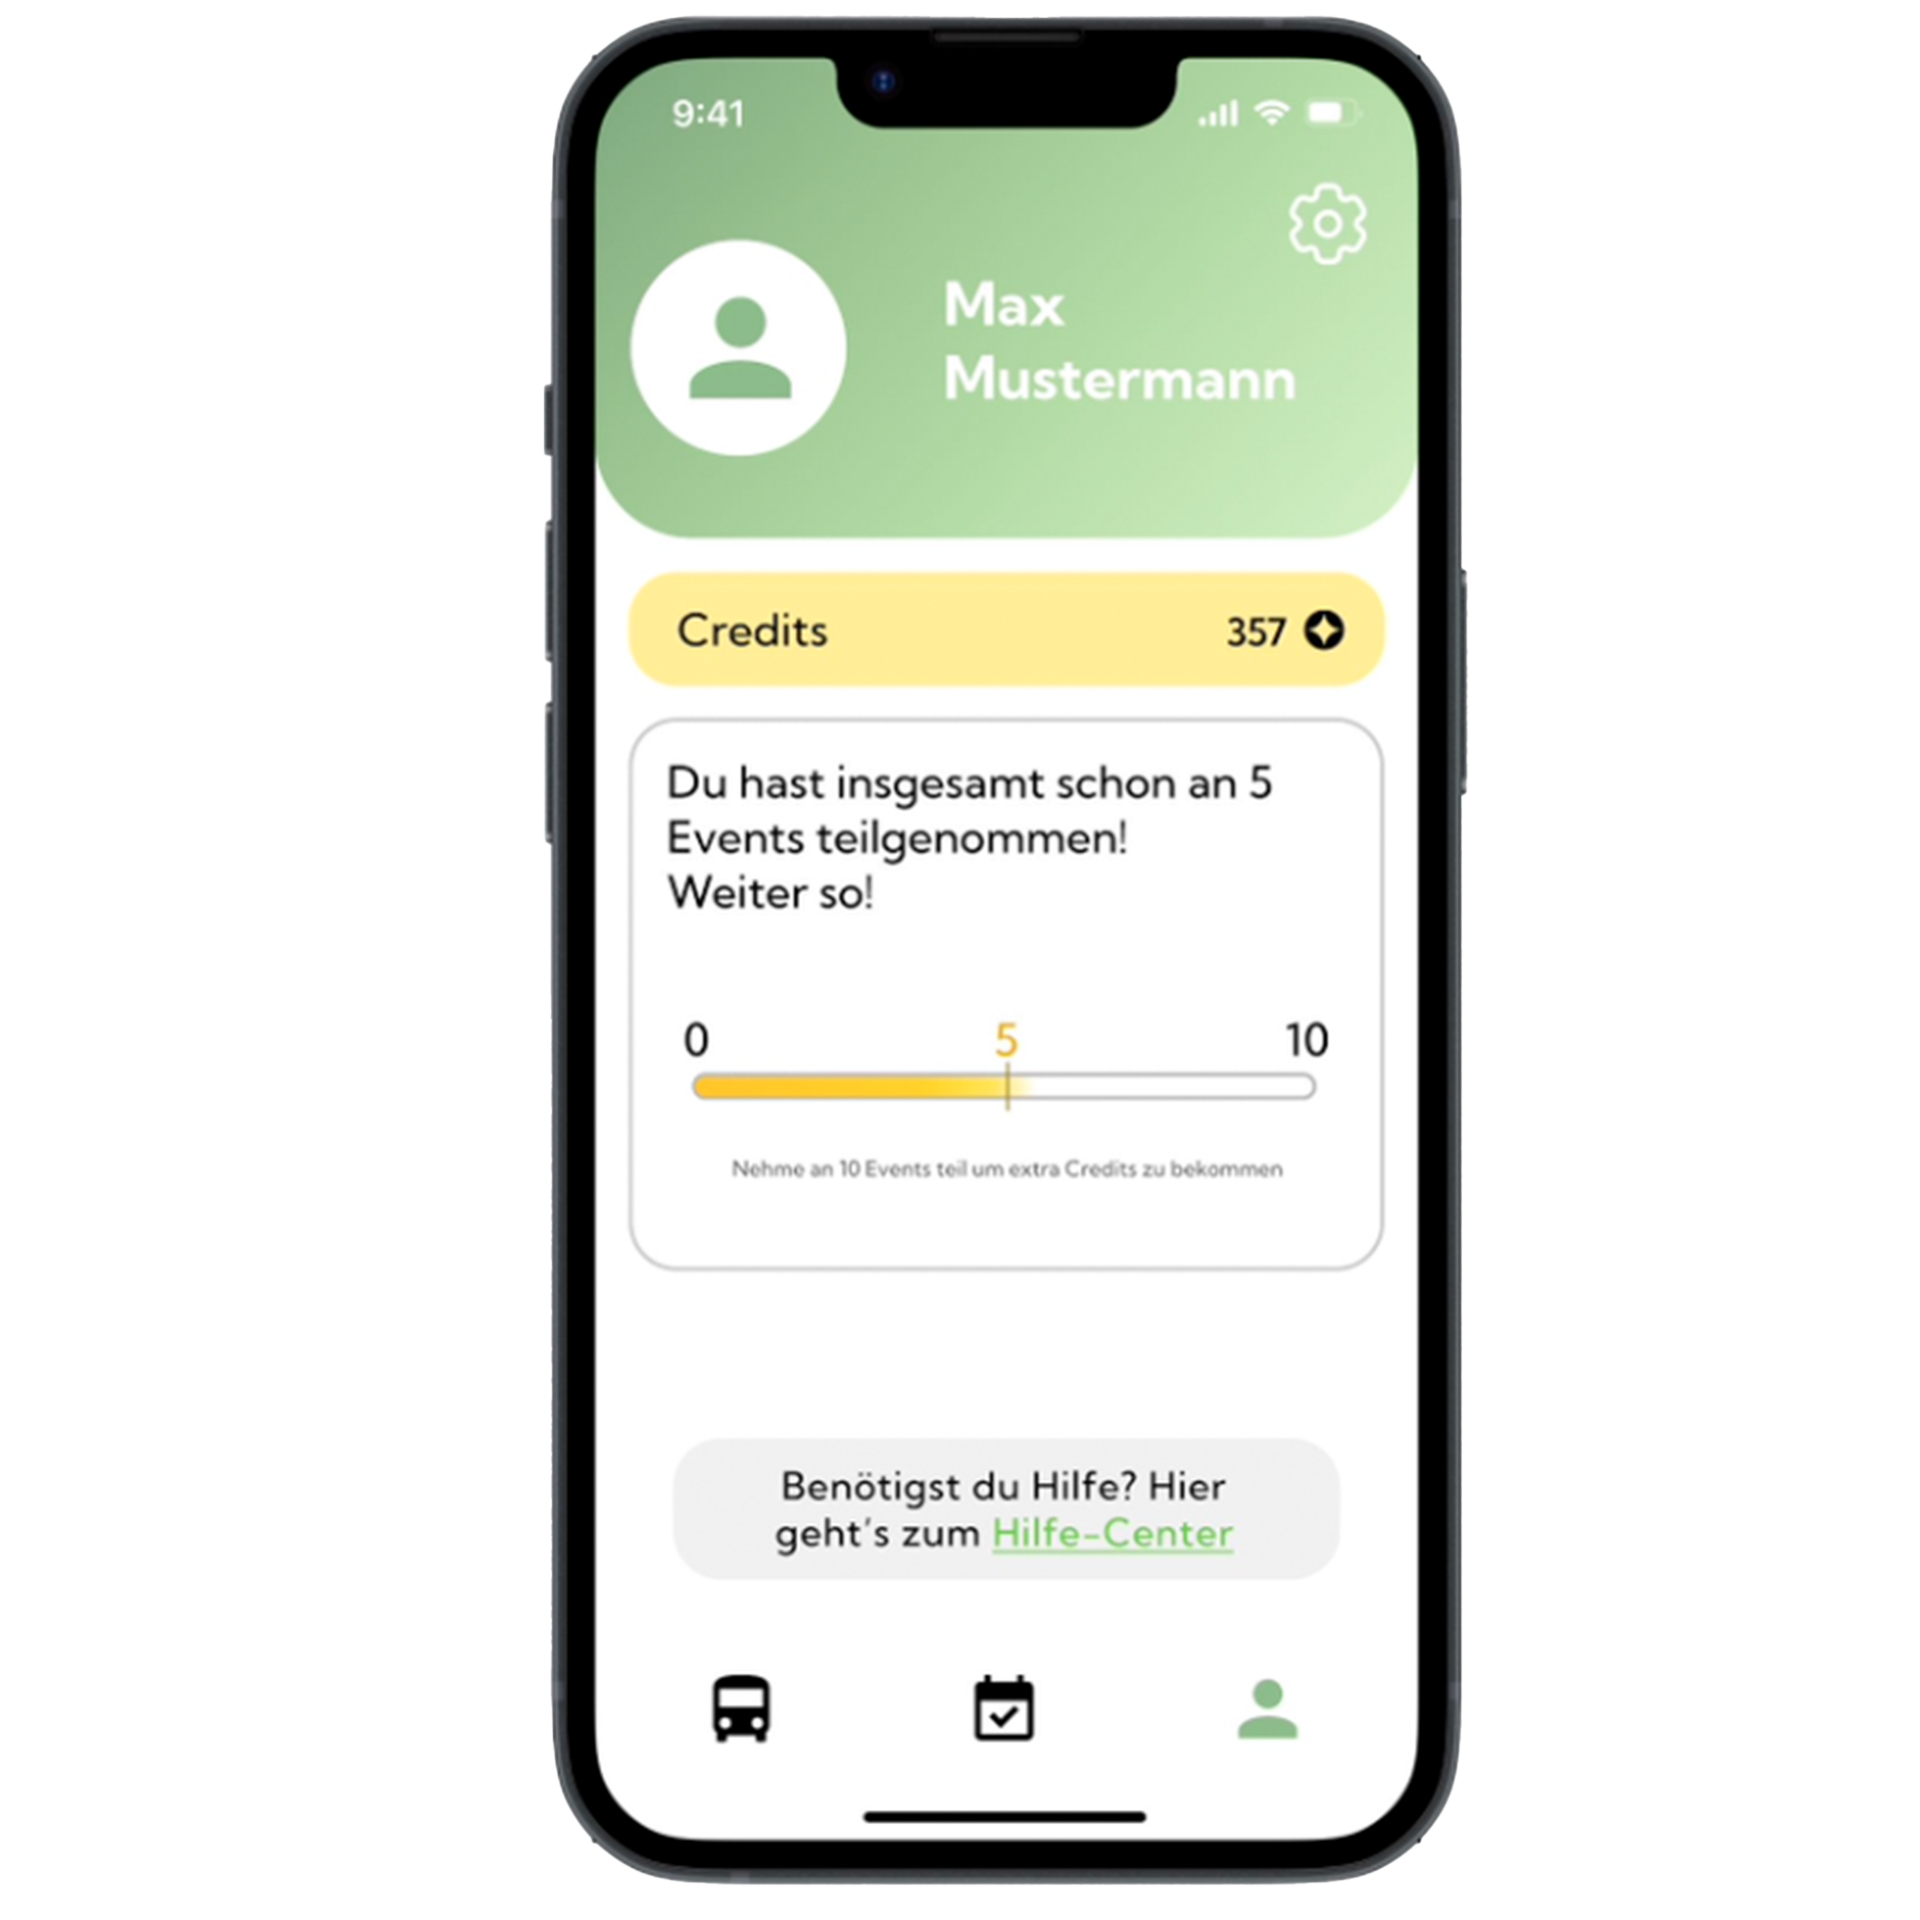 9:41
Max
Mustermann
Credits
357
Du hast insgesamt schon an 5
Events teilgenommen!
Weiter so!
0 5 10
Nehme an 10 Events teil um extra Credits zu bekommen
Benötigst du Hilfe? Hier
geht´s zum Hilfe-Center